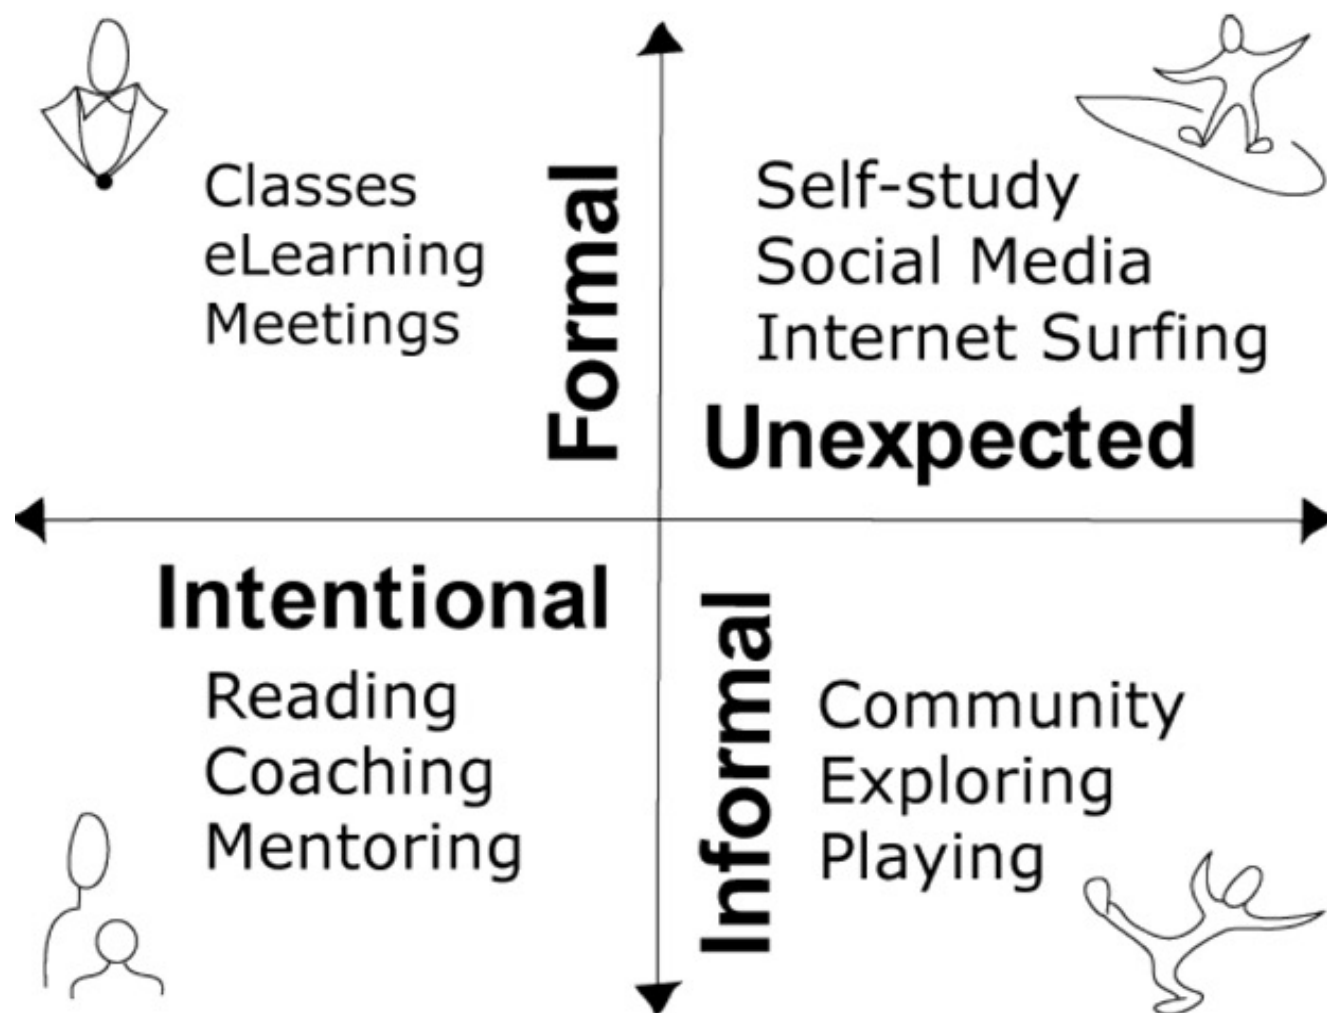 Classes
eLearning
Meetings
Formal
Self-study
Social Media
Internet Surfing
Unexpected
Intentional
Reading
Coaching
Mentoring
Informal
Community
Exploring
Playing